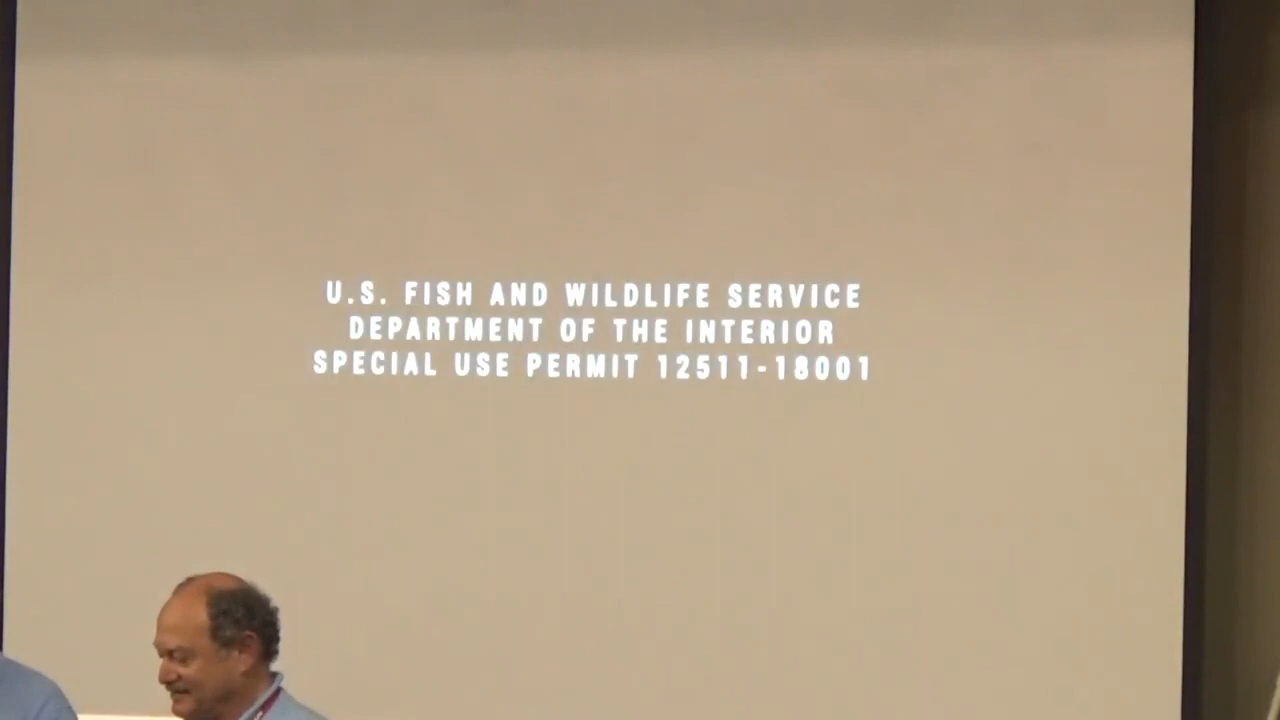 U.S. FISH AND WILDLIFE SERVICE
DEPARTMENT OF THE INTERIOR
SPECIAL USE PERMIT 12511-18001